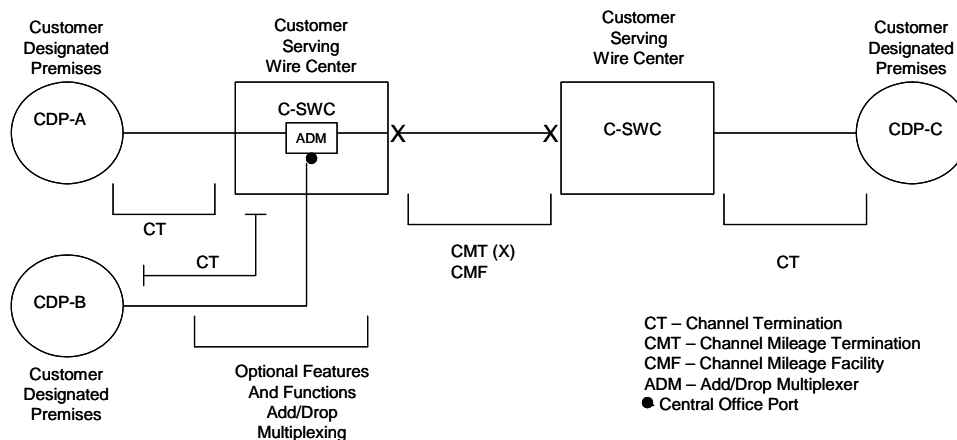 Customer
Designated
Premises
Customer
Serving
Wire Center
Customer
Serving
Wire Center
Customer
Designated
Premises
CDP-A
C-SWC
ADM
X
X
C-SWC
CDP-C
CT
CT
CMT (X)
CMF
CT
CDP-B
Customer
Designated
Premises
Optional Features
And Functions
Add/Drop
Multiplexing
CT – Channel Termination
CMT – Channel Mileage Termination
CMF – Channel Mileage Facility
ADM – Add/Drop Multiplexer
Central Office Port